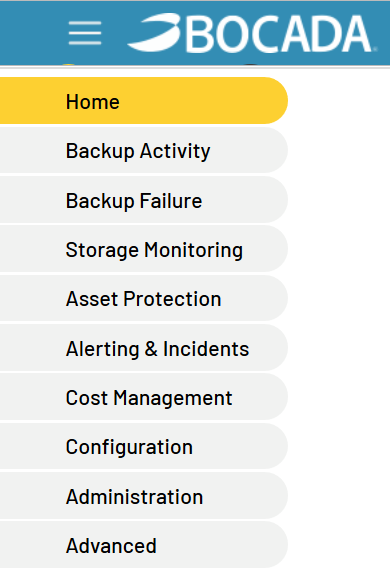 BOCADA
Home
Backup Activity
Backup Failure
Storage Monitoring
Asset Protection
Alerting & Incidents
Cost Management
Configuration
Administration
Advanced